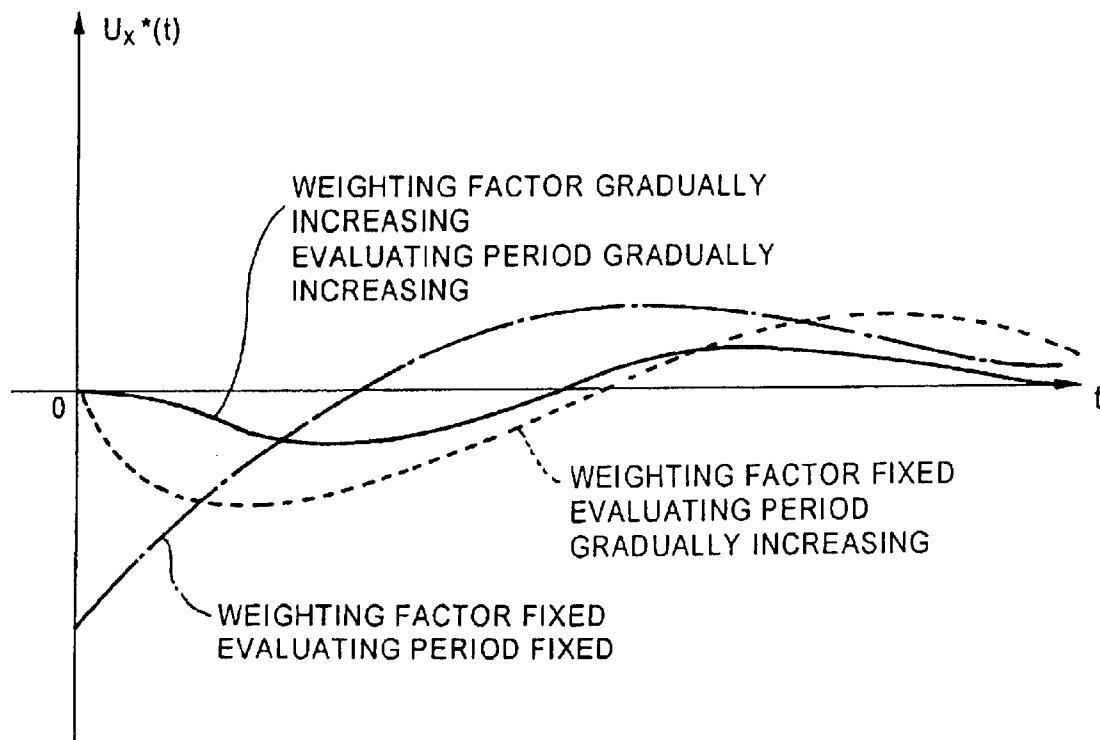 Ux*(t)
WEIGHTING FACTOR GRADUALLY
INCREASING
EVALUATING PERIOD GRADUALLY
INCREASING
0
t
WEIGHTING FACTOR FIXED
EVALUATING PERIOD
GRADUALLY INCREASING
WEIGHTING FACTOR FIXED
EVALUATING PERIOD FIXED